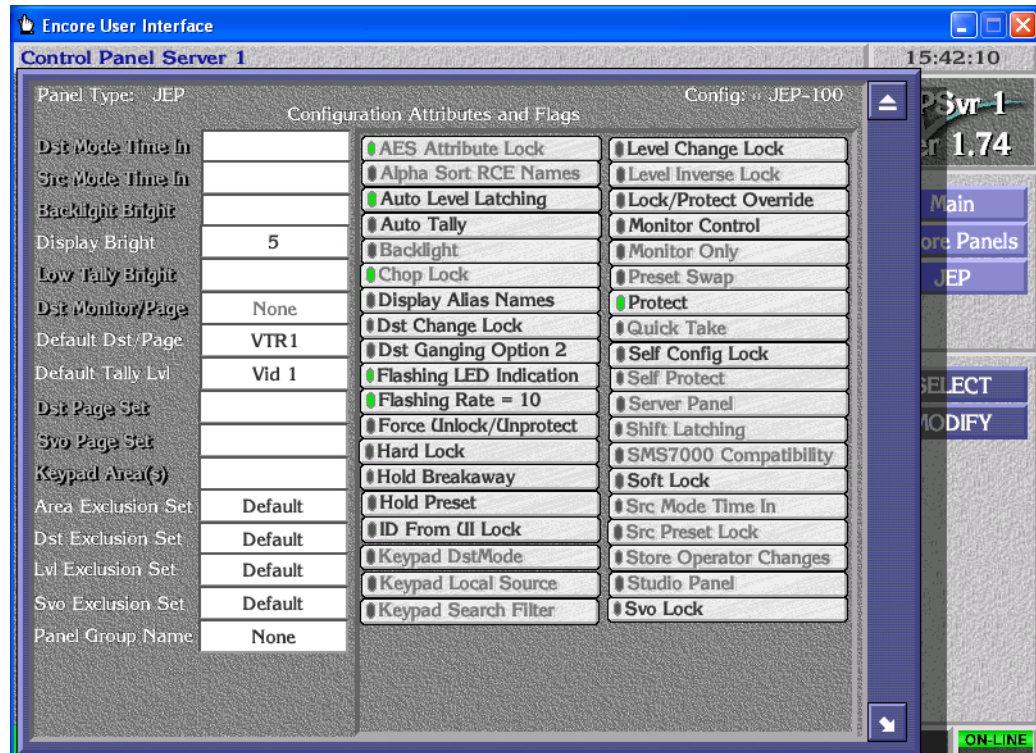 Encore User Interface
Control Panel Server 1
15:42:10
Panel Type: JEP
Config: JEP-100
Configuration Attributes and Flags
Dst Mode Time In
Src Mode Time In
Backlight Bright
Display Bright 5
Low Tally Bright
Dst Monitor/Page None
Default Dst/Page VTR1
Default Tally Lvl Vid 1
Dst Page Set
Svo Page Set
Keypad Area(s)
Area Exclusion Set Default
Dst Exclusion Set Default
Lvl Exclusion Set Default
Svo Exclusion Set Default
Panel Group Name None
AES Attribute Lock
Alpha Sort RCE Names
Auto Level Latching
Auto Tally
Backlight
Chop Lock
Display Alias Names
Dst Change Lock
Dst Ganging Option 2
Flashing LED Indication
Flashing Rate = 10
Force Unlock/Unprotect
Hard Lock
Hold Breakaway
Hold Preset
ID From UI Lock
Keypad DstMode
Keypad Local Source
Keypad Search Filter
Level Change Lock
Level Inverse Lock
Lock/Protect Override
Monitor Control
Monitor Only
Preset Swap
Protect
Quick Take
Self Config Lock
Self Protect
Server Panel
Shift Latching
SMS7000 Compatibility
Soft Lock
Src Mode Time In
Src Preset Lock
Store Operator Changes
Studio Panel
Svo Lock
PSvr 1
er 1.74
Main
ore Panels
JEP
SELECT
MODIFY
ON-LINE